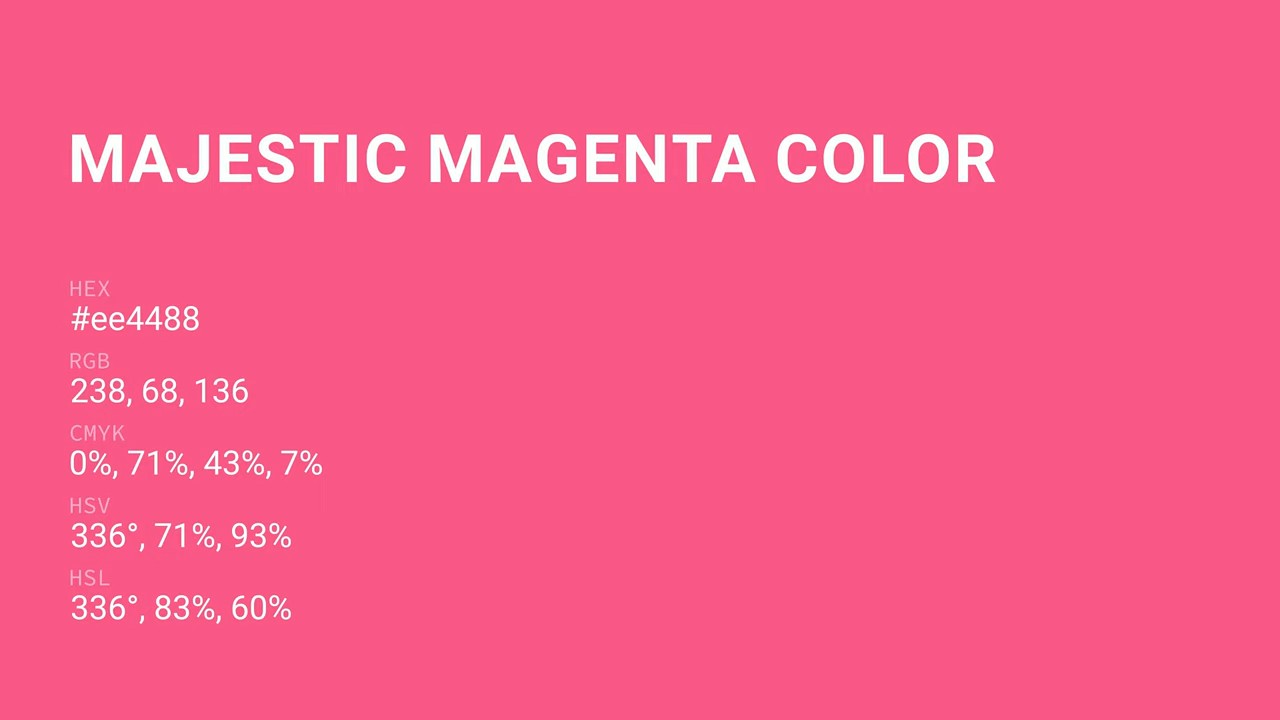 MAJESTIC MAGENTA COLOR
HEX
#ee4488
RGB
238, 68, 136
CMYK
0%, 71%, 43%, 7%
HSV
336°, 71%, 93%
HSL
336°, 83%, 60%